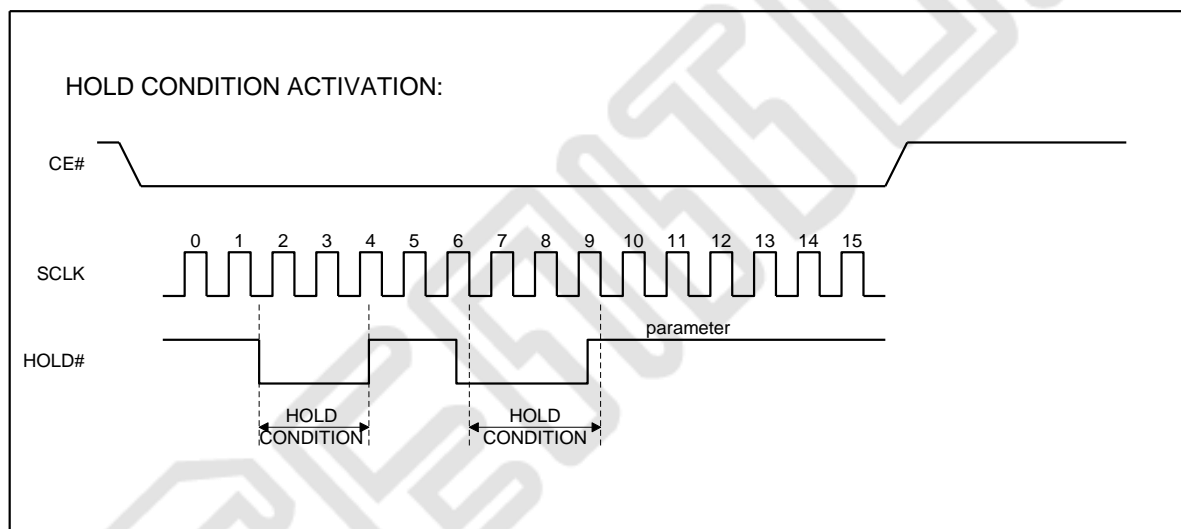 HOLD CONDITION ACTIVATION:
CE#
0 1 2 3 4 5 6 7 8 9 10 11 12 13 14 15
SCLK
parameter
HOLD#
HOLD HOLD
CONDITION CONDITION